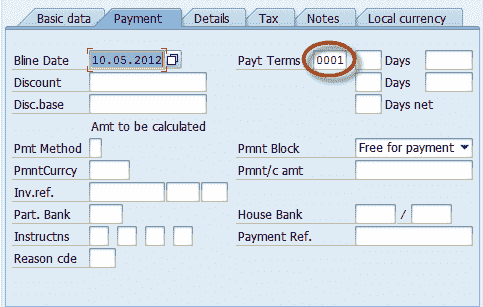 Basic data Payment Details Tax Notes Local currency
Bline Date 10.05.2012 Payt Terms 0001 Days
Discount Days
Disc.base Days net
Amt to be calculated
Pmt Method Pmnt Block Free for payment
PmntCurrcy Pmnt/c amt
Inv.ref.
Part. Bank House Bank /
Instructns Payment Ref.
Reason cde